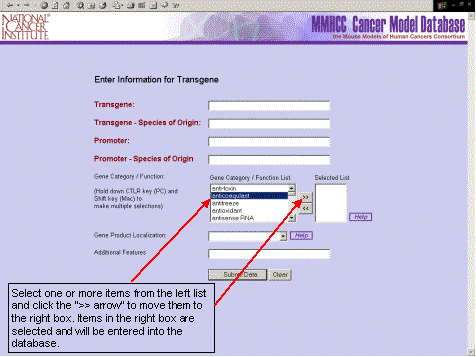 NATIONAL
CANCER
INSTITUTE
MMHCC Cancer Model Database
the Mouse Models of Human Cancers Consortium
Enter Information for Transgene
Transgene:
Transgene - Species of Origin:
Promoter:
Promoter - Species of Origin
Gene Category / Function:
Gene Category / Function List
Selected List
(Hold down CTLR key (PC) and
Shift key (Mac) to
make multiple selections)
anti-toxin
anticoagulant
antifreeze
antioxidant
antisense RNA
>>
<<
Help
Gene Product Localization:
Help
Additional Features
Submit Data
Clear
Select one or more items from the left list
and click the ">> arrow" to move them to
the right box. Items in the right box are
selected and will be entered into the
database.